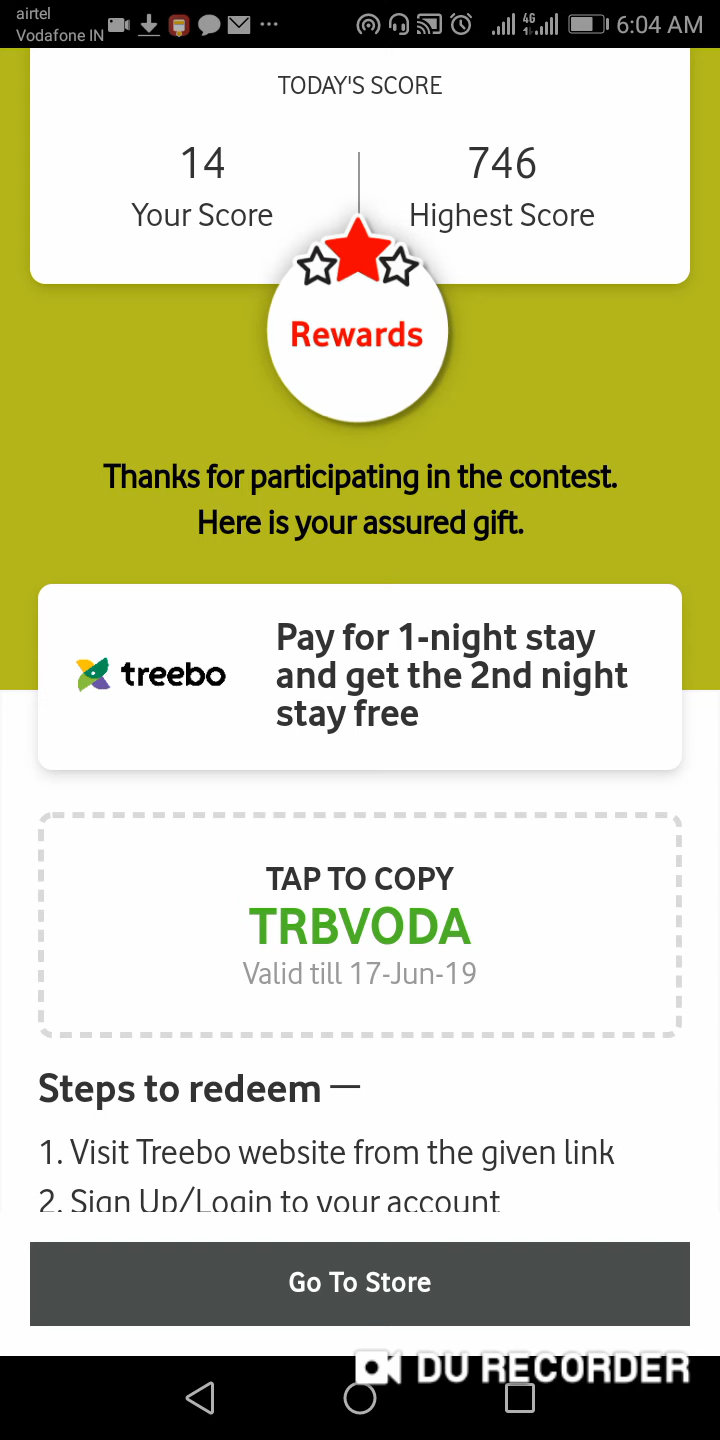 airtel
Vodafone IN
4G
6:04 AM
TODAY'S SCORE
14
746
Your Score
Highest Score
Rewards
Thanks for participating in the contest.
Here is your assured gift.
treebo
Pay for 1-night stay
and get the 2nd night
stay free
TAP TO COPY
TRBVODA
Valid till 17-Jun-19
Steps to redeem —
1. Visit Treebo website from the given link
2. Sign Up/Login to your account
Go To Store
DU RECORDER